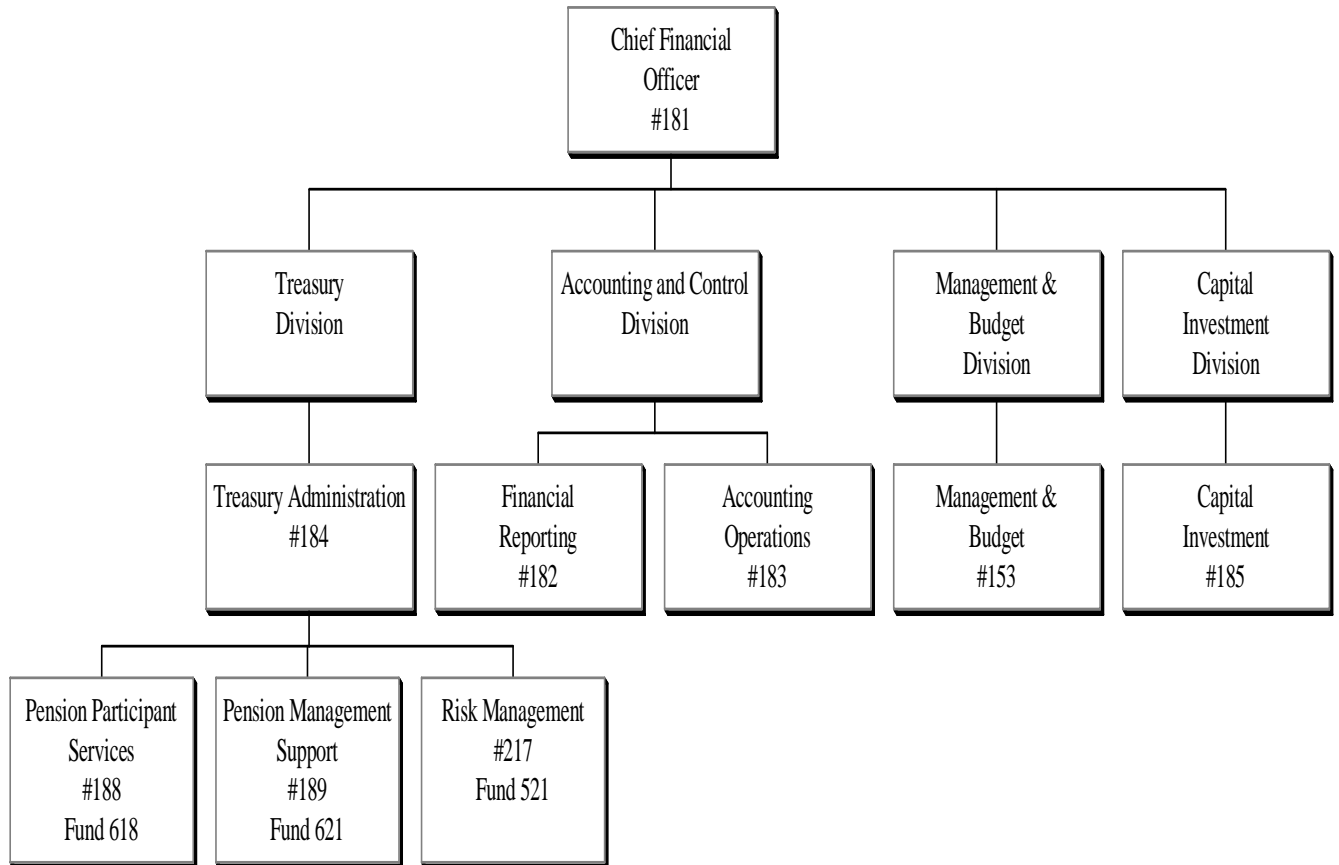 Chief Financial
Officer
#181
Treasury
Division
Accounting and Control
Division
Management &
Budget
Division
Capital
Investment
Division
Treasury Administration
#184
Financial
Reporting
#182
Accounting
Operations
#183
Management &
Budget
#153
Capital
Investment
#185
Pension Participant
Services
#188
Fund 618
Pension Management
Support
#189
Fund 621
Risk Management
#217
Fund 521